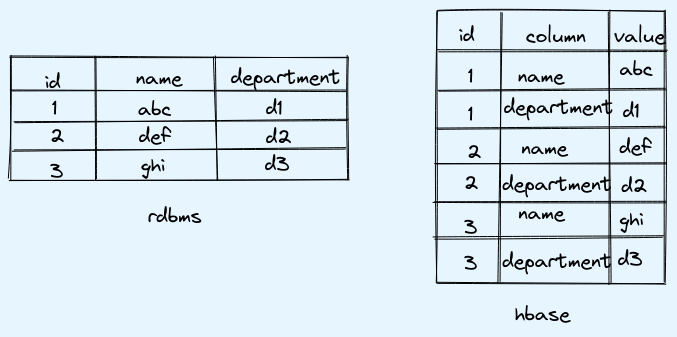 id name department
1 abc d1
2 def d2
3 ghi d3
rdbms
id column value
1 name abc
1 department d1
2 name def
2 department d2
3 name ghi
3 department d3
hbase